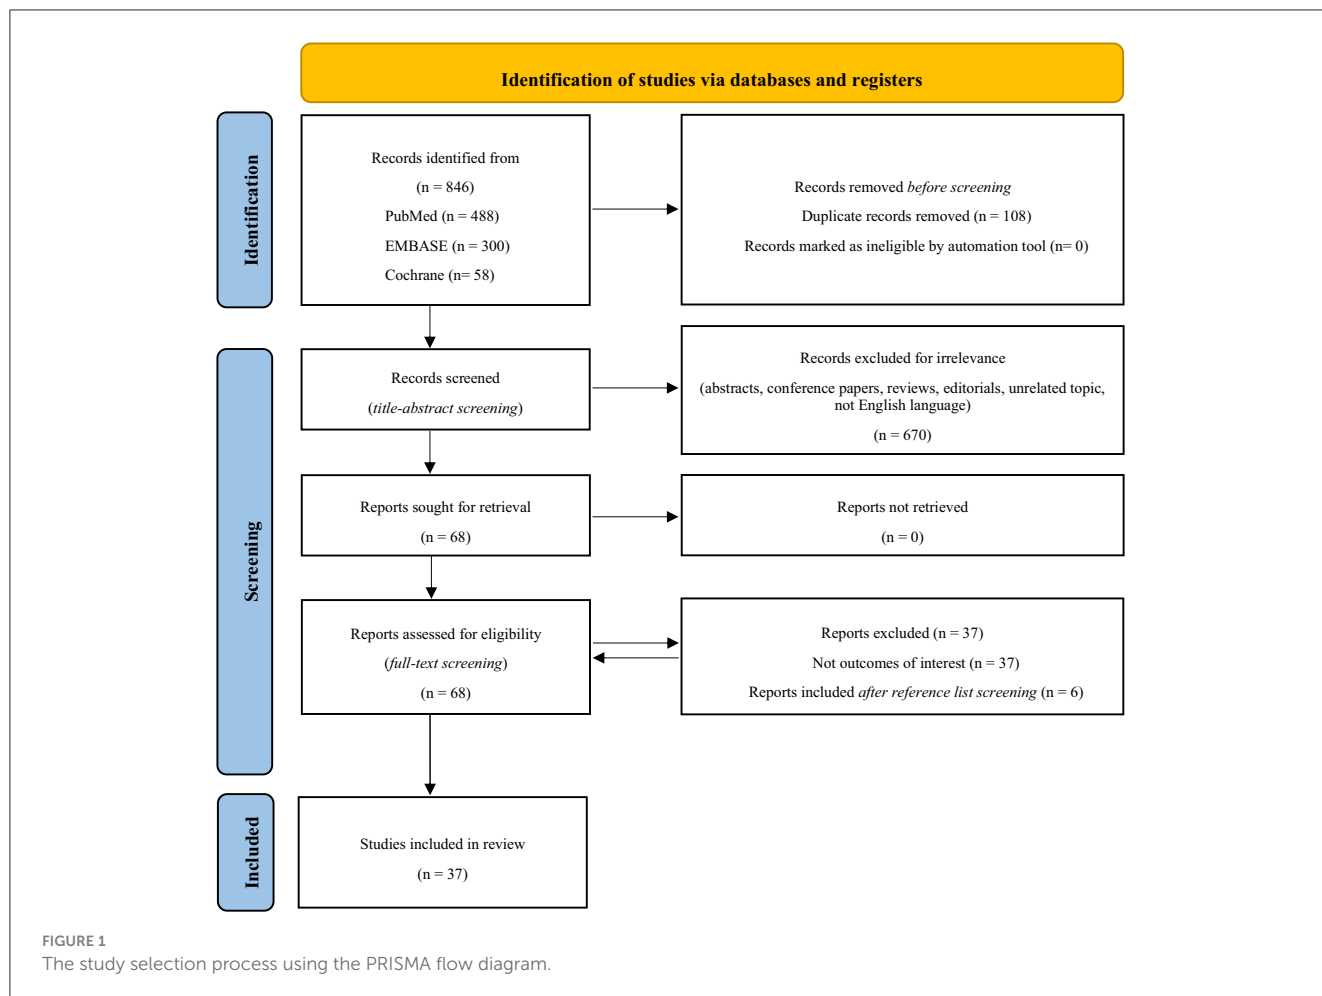 Identification of studies via databases and registers
Identification
Records identified from
(n = 846)
PubMed (n = 488)
EMBASE (n = 300)
Cochrane (n= 58)
Records removed before screening
Duplicate records removed (n = 108)
Records marked as ineligible by automation tool (n= 0)
Screening
Records screened
(title-abstract screening)
Records excluded for irrelevance
(abstracts, conference papers, reviews, editorials, unrelated topic,
not English language)
(n = 670)
Reports sought for retrieval
(n = 68)
Reports not retrieved
(n = 0)
Reports assessed for eligibility
(full-text screening)
(n = 68)
Reports excluded (n = 37)
Not outcomes of interest (n = 37)
Reports included after reference list screening (n = 6)
Included
Studies included in review
(n = 37)
FIGURE 1
The study selection process using the PRISMA flow diagram.